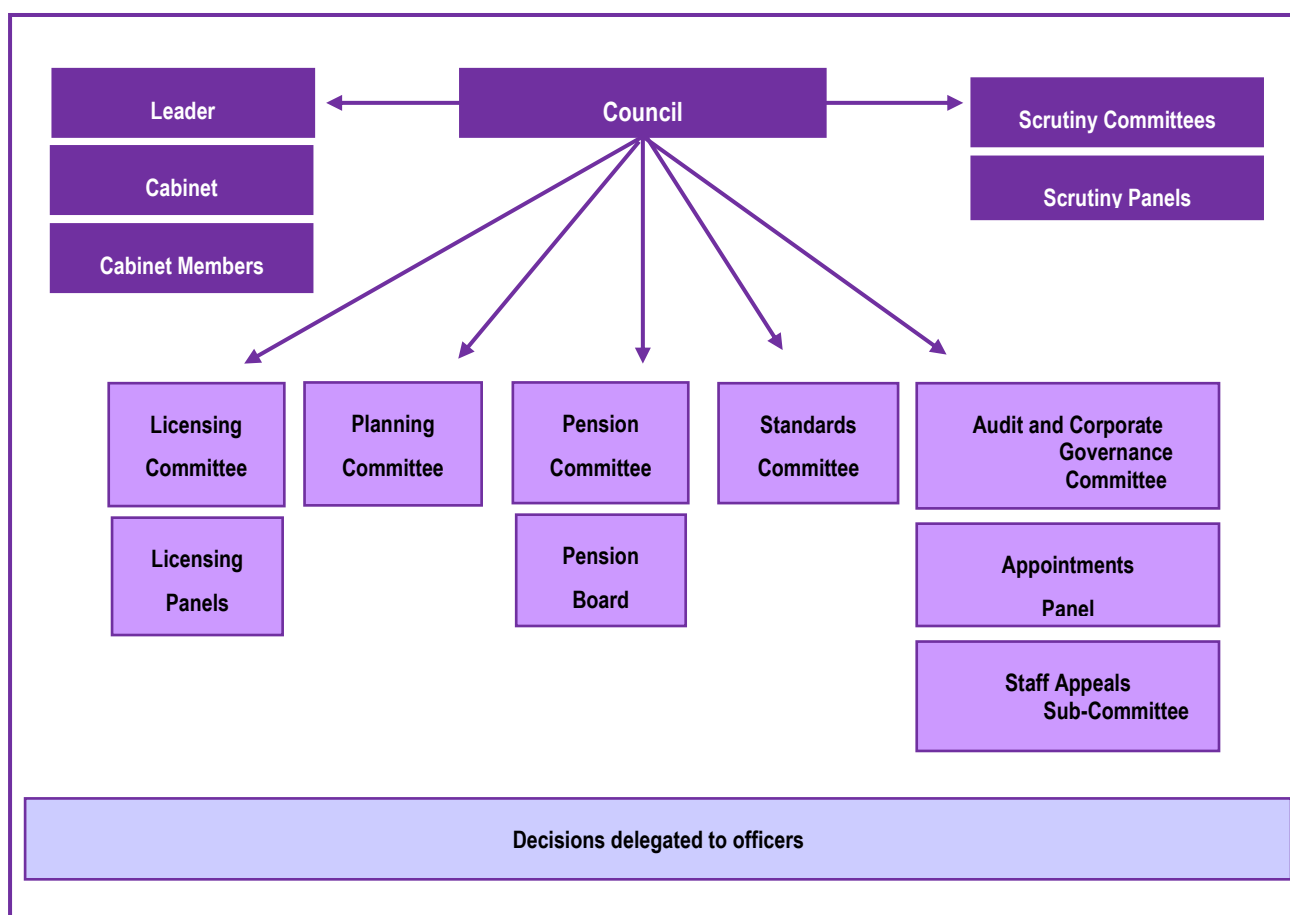 Leader
Council
Scrutiny Committees
Cabinet
Scrutiny Panels
Cabinet Members
Licensing
Committee
Planning
Committee
Pension
Committee
Standards
Committee
Audit and Corporate
Governance
Committee
Licensing
Panels
Pension
Board
Appointments
Panel
Staff Appeals
Sub-Committee
Decisions delegated to officers